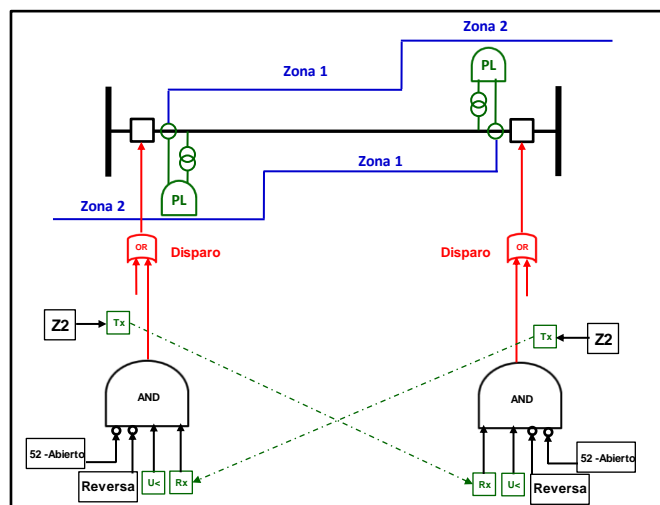 Zona 2
PL
Zona 1
Zona 1
PL
Zona 2
OR
Disparo
Disparo
OR
Z2
Tx
Tx
Z2
AND
AND
52 -Abierto
52 -Abierto
Reversa
U<
Rx
Rx
U<
Reversa